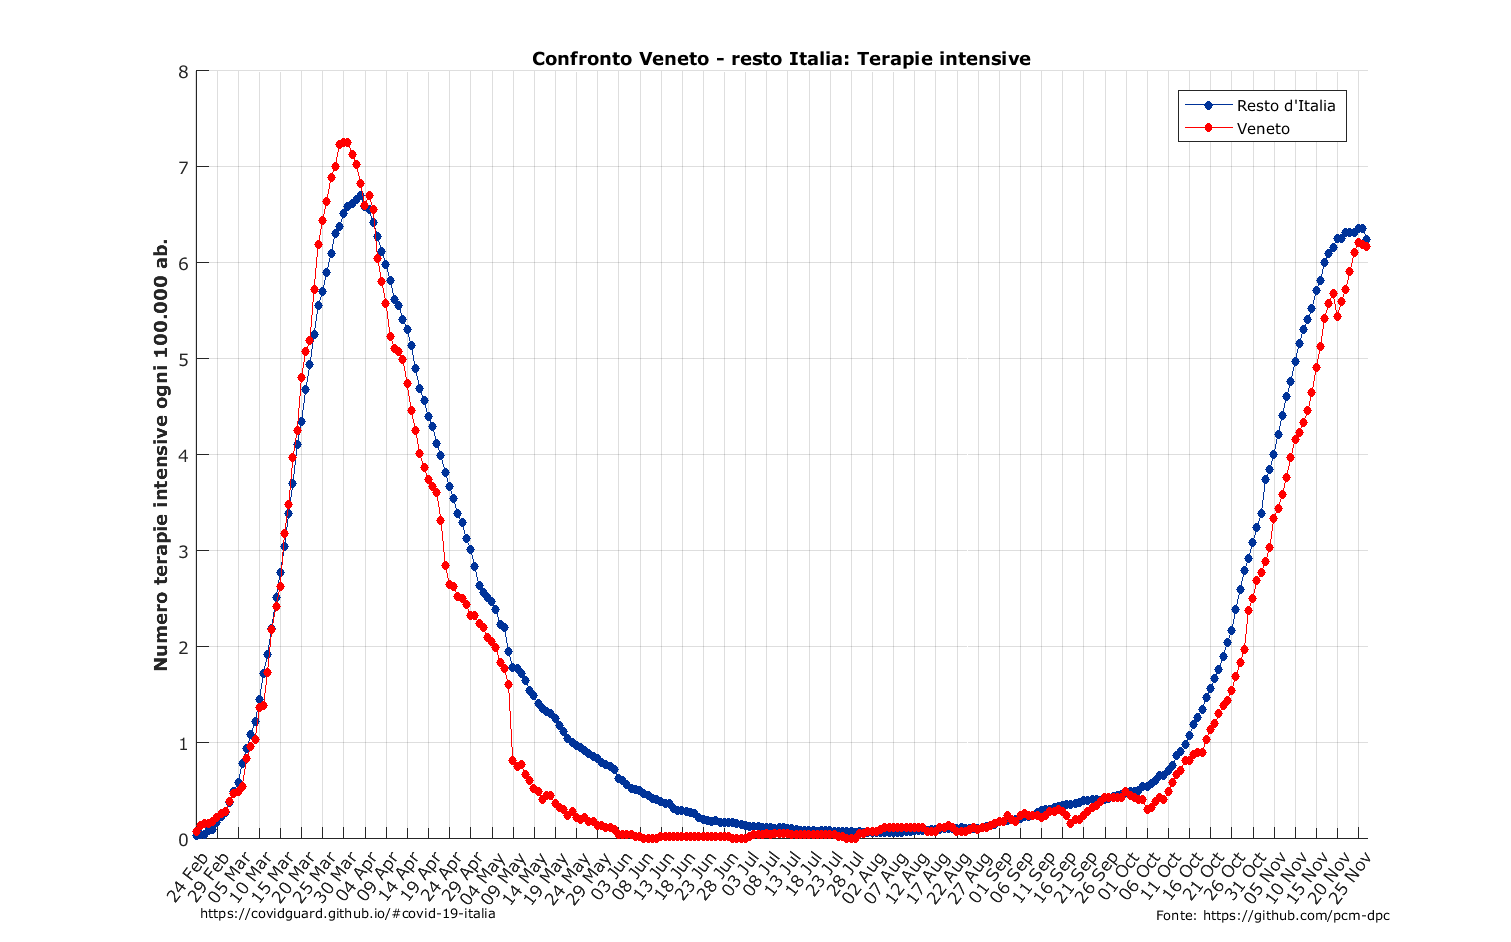 Confronto Veneto - resto Italia: Terapie intensive
Resto d'Italia
Veneto
Numero terapie intensive ogni 100.000 ab.
8
7
6
5
4
3
2
1
0
24 Feb
29 Feb
05 Mar
10 Mar
15 Mar
20 Mar
25 Mar
30 Mar
04 Apr
09 Apr
14 Apr
19 Apr
24 Apr
29 Apr
04 May
09 May
14 May
19 May
24 May
29 May
03 Jun
08 Jun
13 Jun
18 Jun
23 Jun
28 Jun
03 Jul
08 Jul
13 Jul
18 Jul
23 Jul
28 Jul
02 Aug
07 Aug
12 Aug
17 Aug
22 Aug
27 Aug
01 Sep
06 Sep
11 Sep
16 Sep
21 Sep
26 Sep
01 Oct
06 Oct
11 Oct
16 Oct
21 Oct
26 Oct
31 Oct
05 Nov
10 Nov
15 Nov
20 Nov
25 Nov
https://covidguard.github.io/#covid-19-italia
Fonte: https://github.com/pcm-dpc